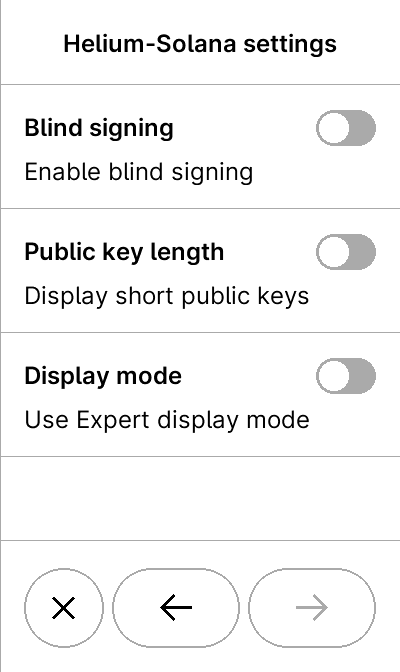 Helium-Solana settings
Blind signing
Enable blind signing
Public key length
Display short public keys
Display mode
Use Expert display mode